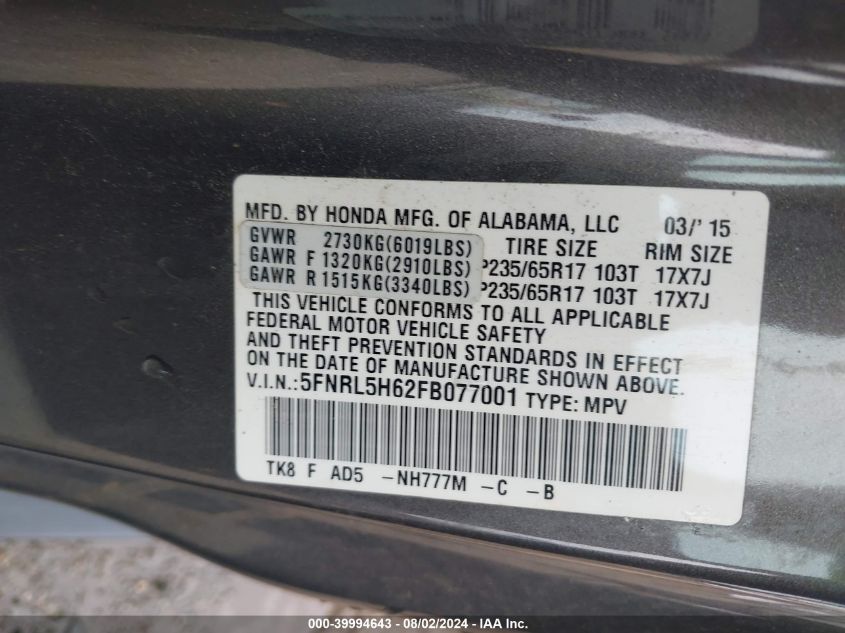 MFD. BY HONDA MFG. OF ALABAMA, LLC 03/'15
GVWR 2730KG(6019LBS) TIRE SIZE RIM SIZE
GAWR F 1320KG(2910LBS) P235/65R17 103T 17X7J
GAWR R 1515KG(3340LBS) P235/65R17 103T 17X7J
THIS VEHICLE CONFORMS TO ALL APPLICABLE
FEDERAL MOTOR VEHICLE SAFETY
AND THEFT PREVENTION STANDARDS IN EFFECT
ON THE DATE OF MANUFACTURE SHOWN ABOVE.
V.I.N.:5FNRL5H62FB077001 TYPE: MPV
TK8 F AD5 -NH777M -C -B
000-39994643 - 08/02/2024 - IAAI.COM